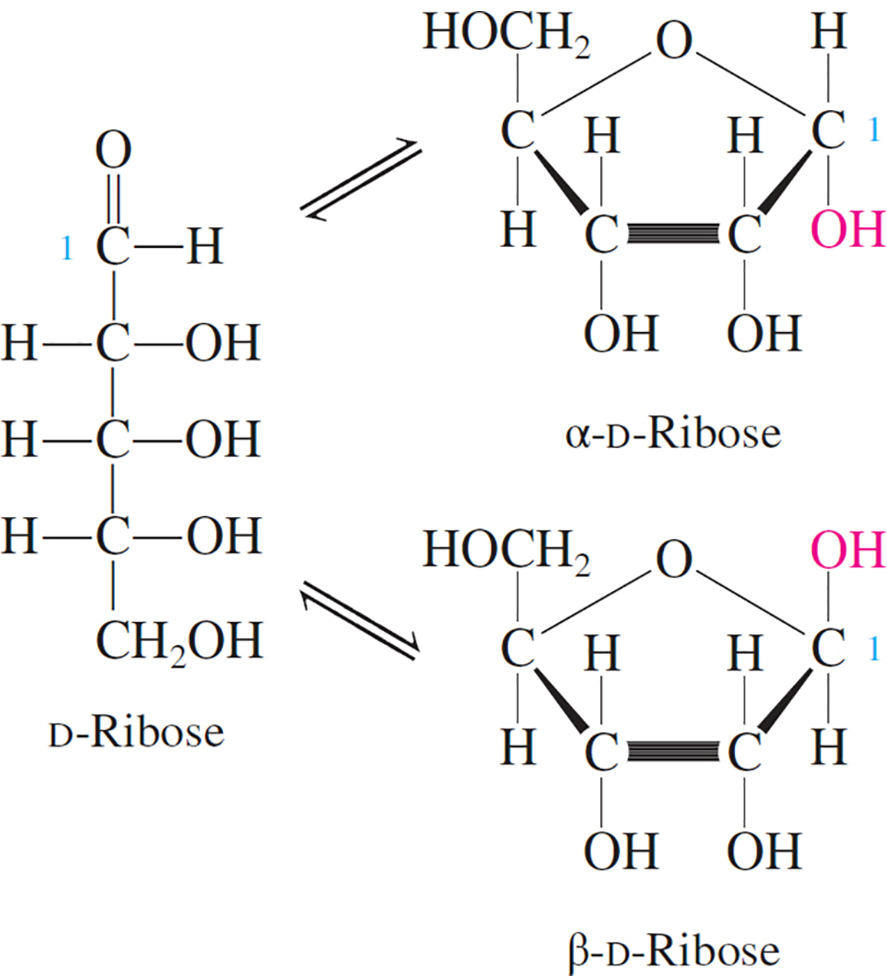 O
1 C—H
H—C—OH
H—C—OH
H—C—OH
CH₂OH
D-Ribose
HOCH₂ O H
C H H C 1
H C C OH
OH OH
α-D-Ribose
HOCH₂ O OH
C H H C 1
H C C H
OH OH
β-D-Ribose